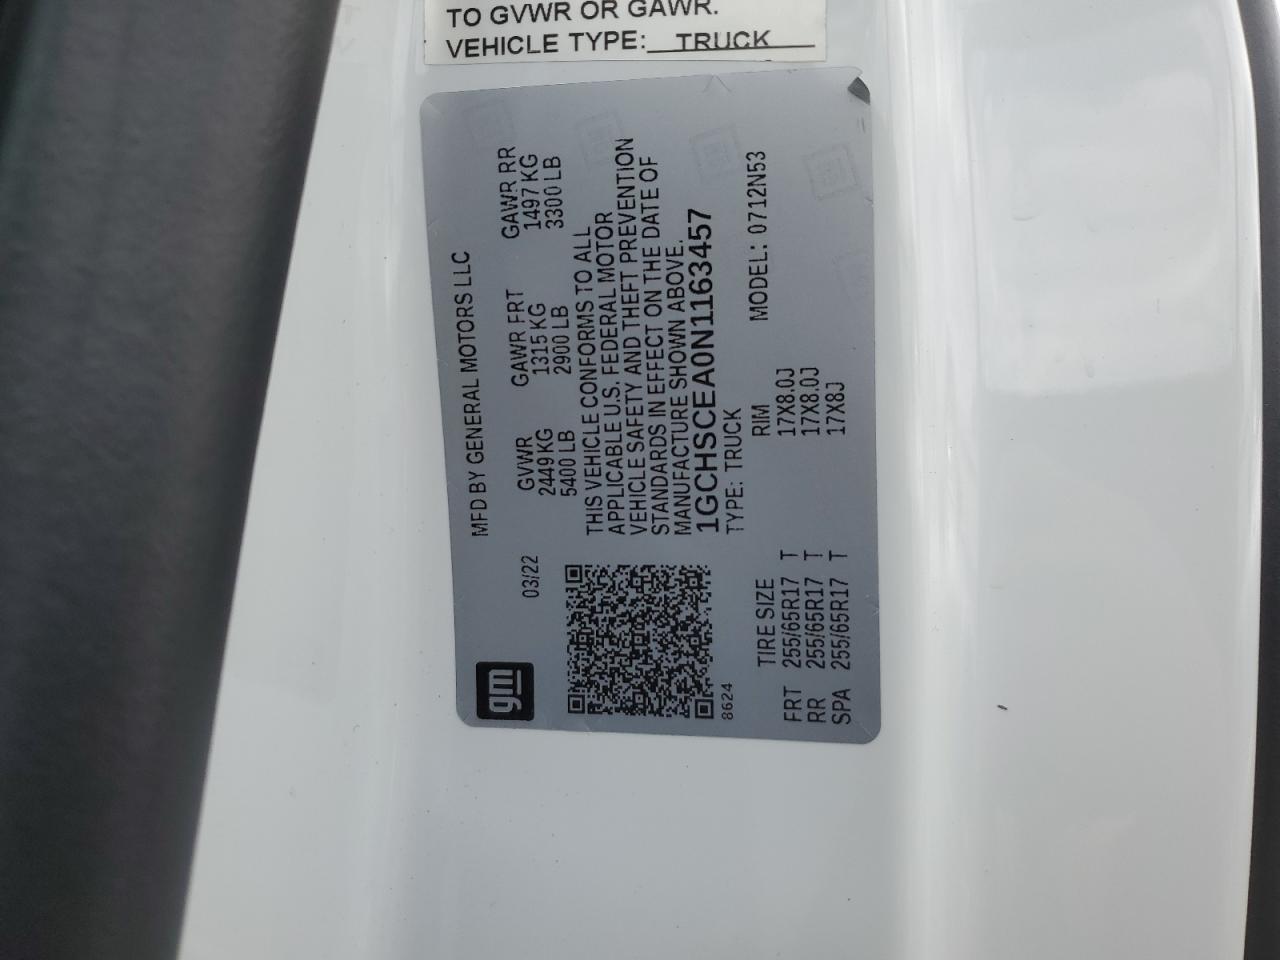 TO GVWR OR GAWR.
VEHICLE TYPE: TRUCK
gm
03/22
MFD BY GENERAL MOTORS LLC
GVWR GAWR FRT GAWR RR
2449 KG 1315 KG 1497 KG
5400 LB 2900 LB 3300 LB
THIS VEHICLE CONFORMS TO ALL
APPLICABLE U.S. FEDERAL MOTOR
VEHICLE SAFETY AND THEFT PREVENTION
STANDARDS IN EFFECT ON THE DATE OF
MANUFACTURE SHOWN ABOVE.
1GCHSCEA0N1163457
8624
TYPE: TRUCK MODEL: 0712N53
TIRE SIZE RIM
FRT 255/65R17 T 17X8.0J
RR 255/65R17 T 17X8.0J
SPA 255/65R17 T 17X8J